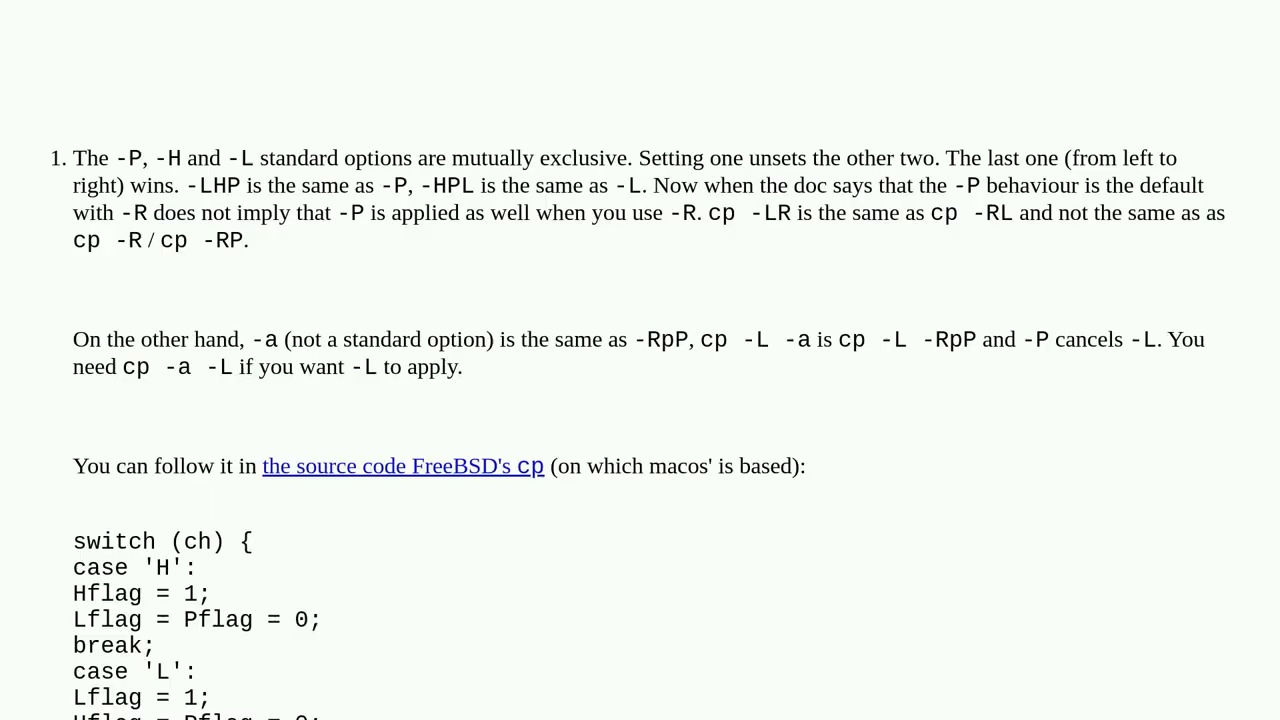 1. The -P, -H and -L standard options are mutually exclusive. Setting one unsets the other two. The last one (from left to
right) wins. -LHP is the same as -P, -HPL is the same as -L. Now when the doc says that the -P behaviour is the default
with -R does not imply that -P is applied as well when you use -R. cp -LR is the same as cp -RL and not the same as as
cp -R / cp -RP.
On the other hand, -a (not a standard option) is the same as -RpP, cp -L -a is cp -L -RpP and -P cancels -L. You
need cp -a -L if you want -L to apply.
You can follow it in the source code FreeBSD's cp (on which macos' is based):
switch (ch) {
case 'H':
Hflag = 1;
Lflag = Pflag = 0;
break;
case 'L':
Lflag = 1;
Hflag = Pflag = 0;